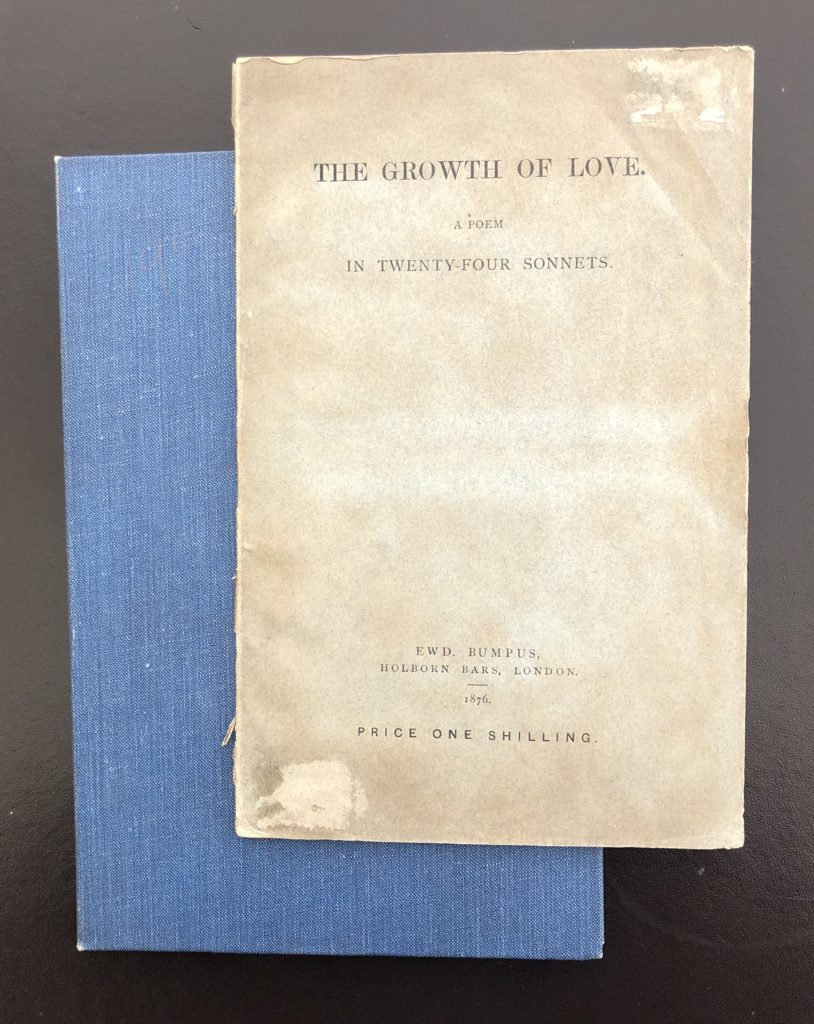 THE GROWTH OF LOVE.
A POEM
IN TWENTY-FOUR SONNETS.
EWD. BUMPUS,
HOLBORN BARS, LONDON.
1876.
PRICE ONE SHILLING.